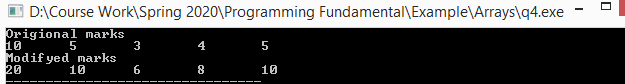 D:\Course Work\Spring 2020\Programming Fundamental\Example\Arrays\q4.exe
Origional marks
10 5 3 4 5
Modifyed marks
20 10 6 8 10
--------------------------------